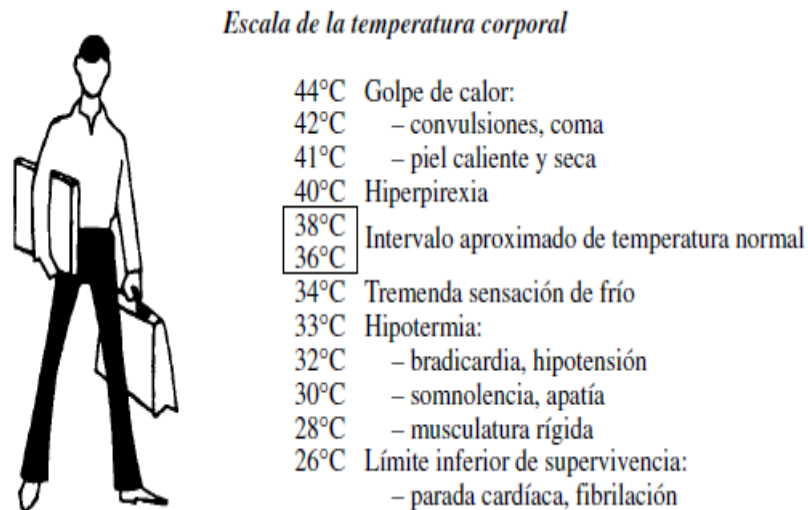 Escala de la temperatura corporal
44°C Golpe de calor:
42°C – convulsiones, coma
41°C – piel caliente y seca
40°C Hiperpirexia
38°C
Intervalo aproximado de temperatura normal
36°C
34°C Tremenda sensación de frío
33°C Hipotermia:
32°C – bradicardia, hipotensión
30°C – somnolencia, apatía
28°C – musculatura rígida
26°C Límite inferior de supervivencia:
– parada cardíaca, fibrilación